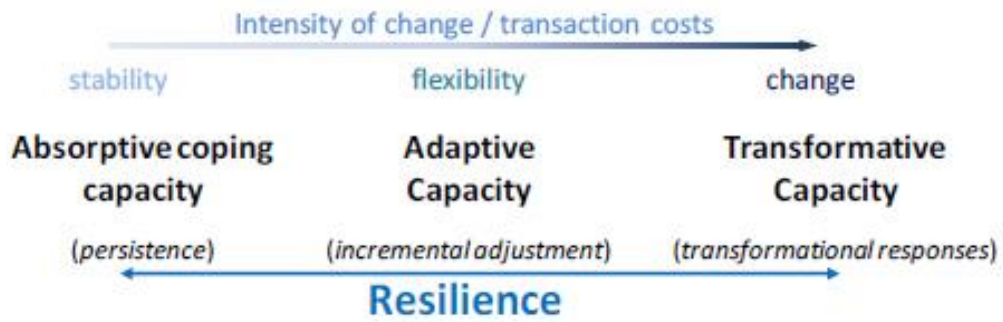 Intensity of change / transaction costs
stability flexibility change
Absorptive coping Adaptive Transformative
capacity Capacity Capacity
(persistence) (incremental adjustment) (transformational responses)
Resilience